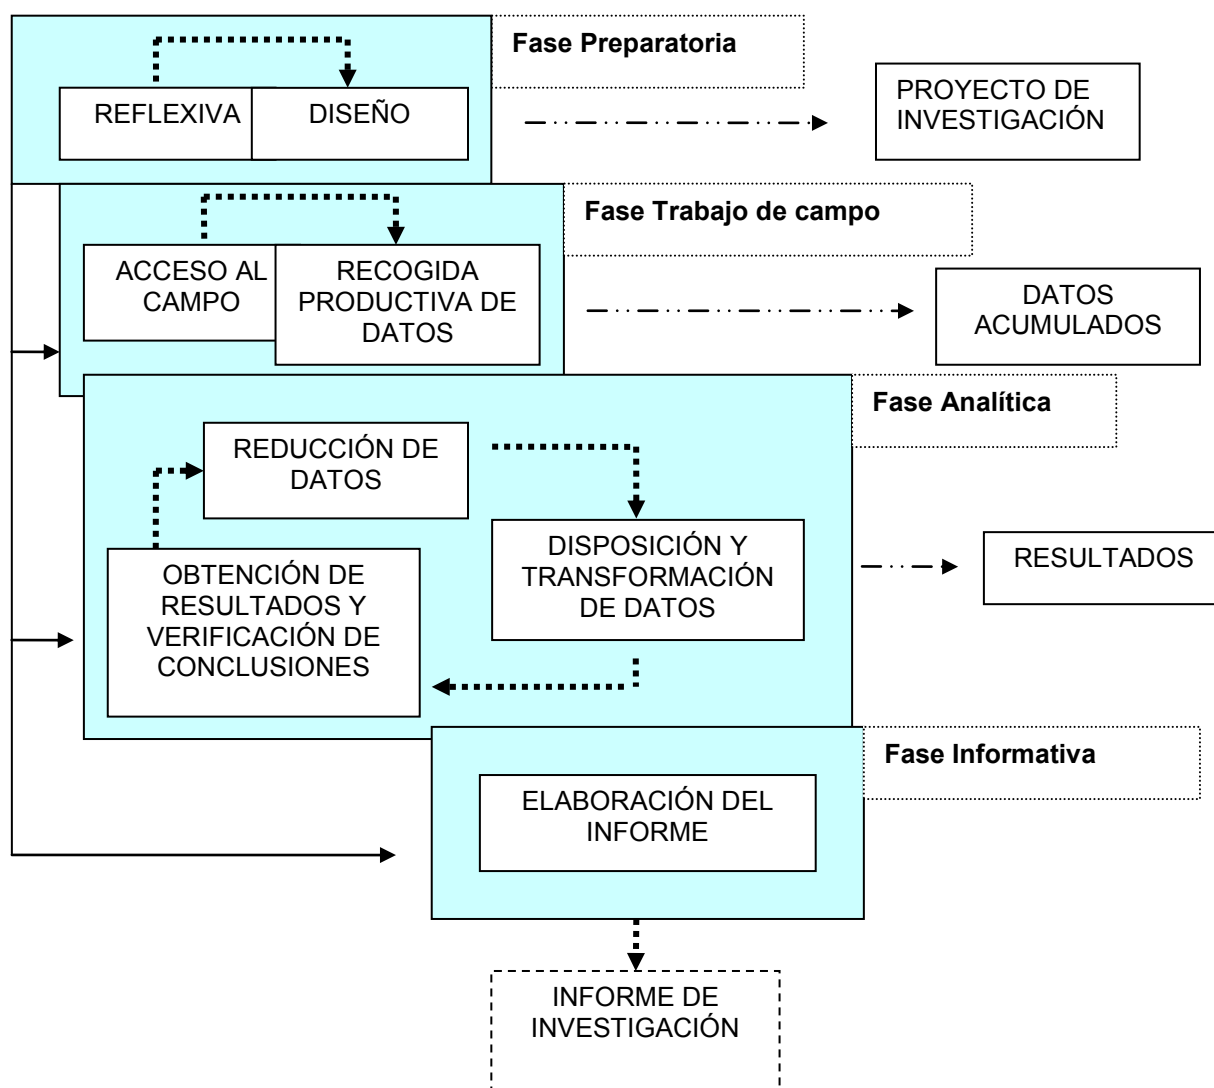 Fase Preparatoria
REFLEXIVA
DISEÑO
PROYECTO DE
INVESTIGACIÓN
Fase Trabajo de campo
ACCESO AL
CAMPO
RECOGIDA
PRODUCTIVA DE
DATOS
DATOS
ACUMULADOS
Fase Analítica
REDUCCIÓN DE
DATOS
DISPOSICIÓN Y
TRANSFORMACIÓN
DE DATOS
OBTENCIÓN DE
RESULTADOS Y
VERIFICACIÓN DE
CONCLUSIONES
RESULTADOS
Fase Informativa
ELABORACIÓN DEL
INFORME
INFORME DE
INVESTIGACIÓN